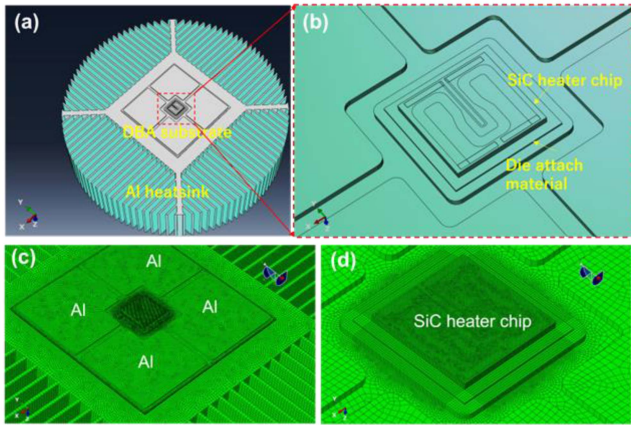 (a)
DBA substrate
Al heatsink
Y
X
Z
(b)
SiC heater chip
Die attach
material
Y
X
Z
(c)
Al
Al
Al
Al
(d)
SiC heater chip